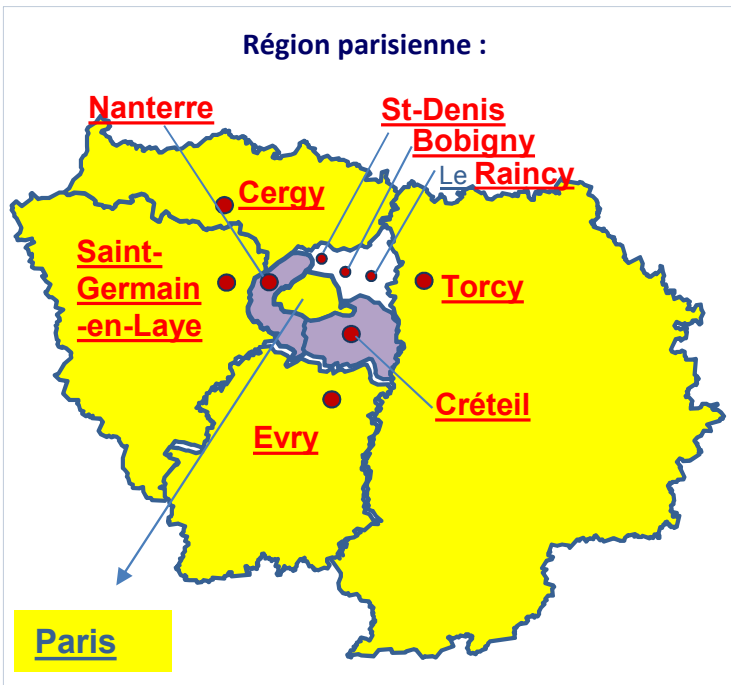 Région parisienne :
Nanterre
St-Denis
Bobigny
Le Raincy
Cergy
Saint-
Germain
-en-Laye
Torcy
Créteil
Evry
Paris